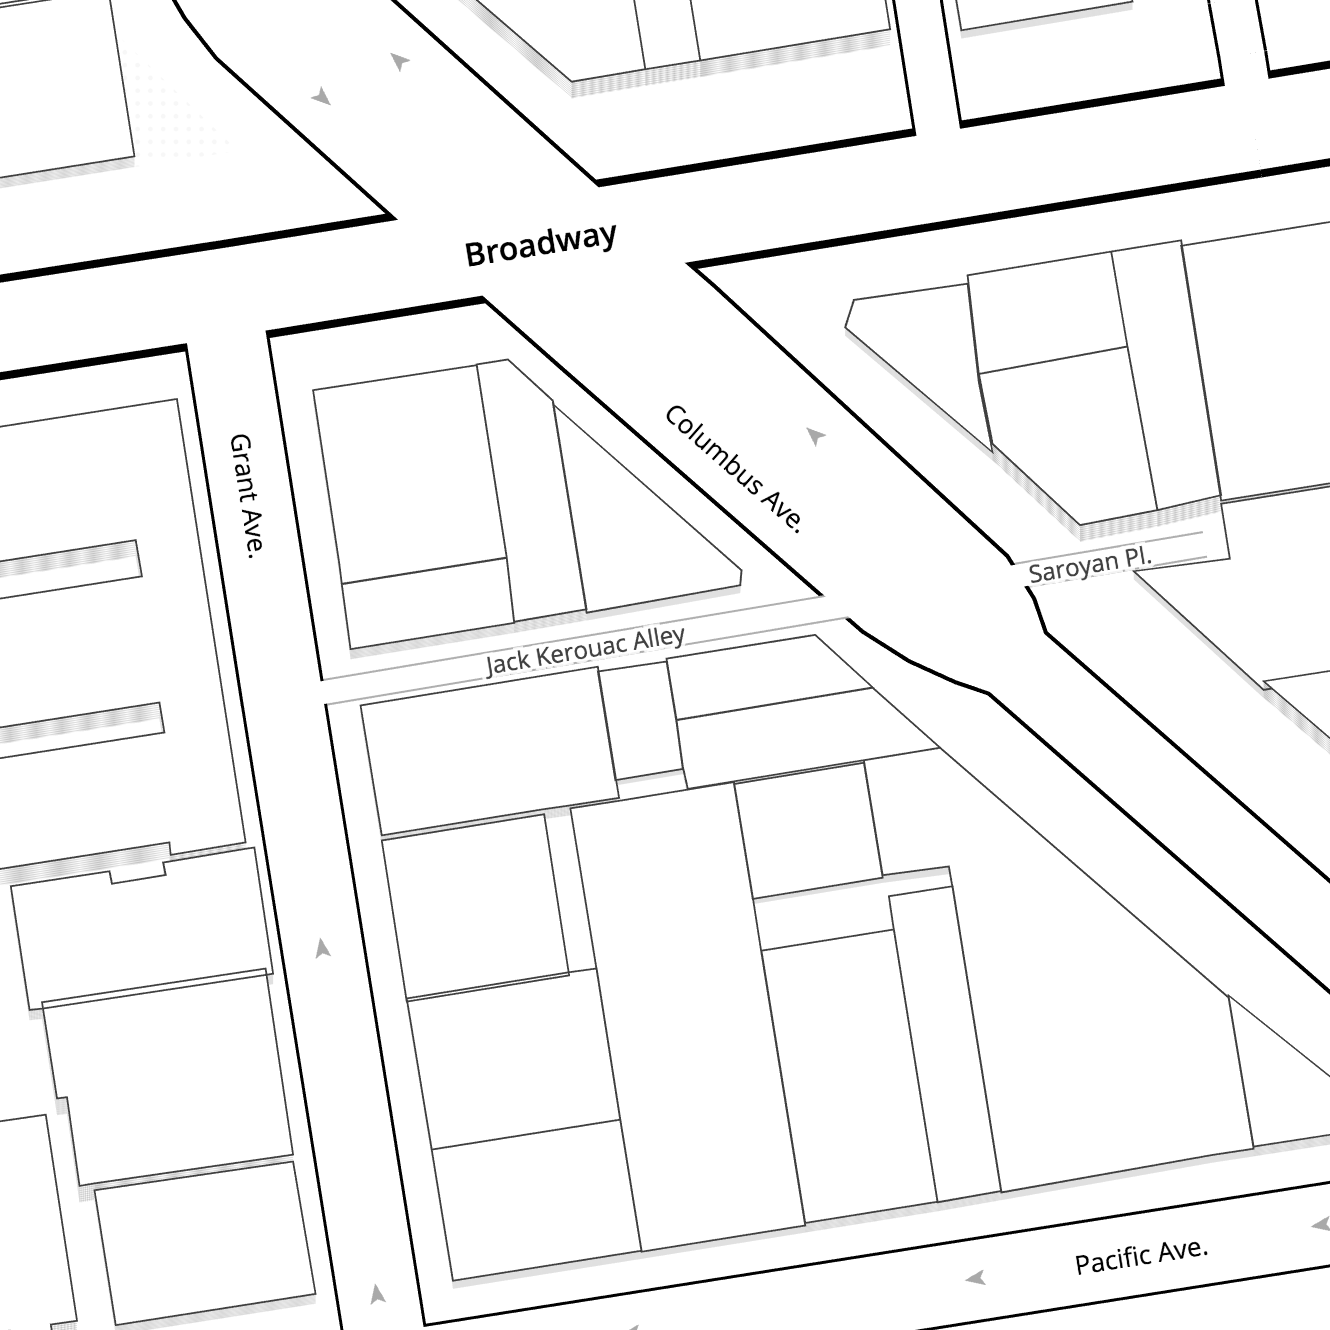 Broadway
Grant Ave.
Columbus Ave.
Saroyan Pl.
Jack Kerouac Alley
Pacific Ave.